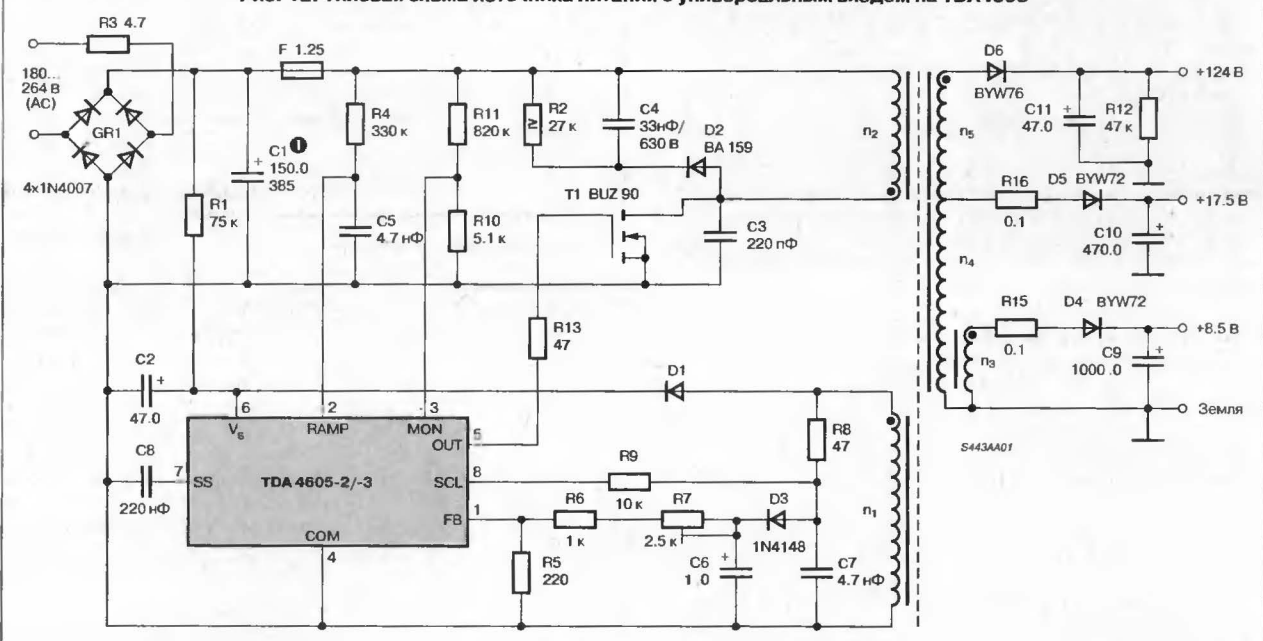 R3 4.7
180...
264 В
(AC)
GR1
4x1N4007
R1
75 к
C1 1
150.0
385
F 1.25
R4
330 к
R11
820 к
R2
27 к
C4
33нФ/
630 В
D2
BA 159
T1 BUZ 90
C5
4.7 нФ
R10
5.1 к
C3
220 пФ
n2
n5
D6
BYW76
C11
47.0
R12
47 к
+124 В
R16
0.1
D5 BYW72
+17.5 В
C10
470.0
n4
R15
0.1
D4 BYW72
+8.5 В
n3
C9
1000.0
Земля
S443AA01
R13
47
C2
47.0
D1
R8
47
6
2
3
VS
RAMP
MON
OUT
5
C8
220 нФ
7
SS
TDA 4605-2/-3
SCL
8
R9
10 к
FB
1
R6
1 к
R7
2.5 к
D3
1N4148
n1
COM
4
R5
220
C6
1.0
C7
4.7 нФ